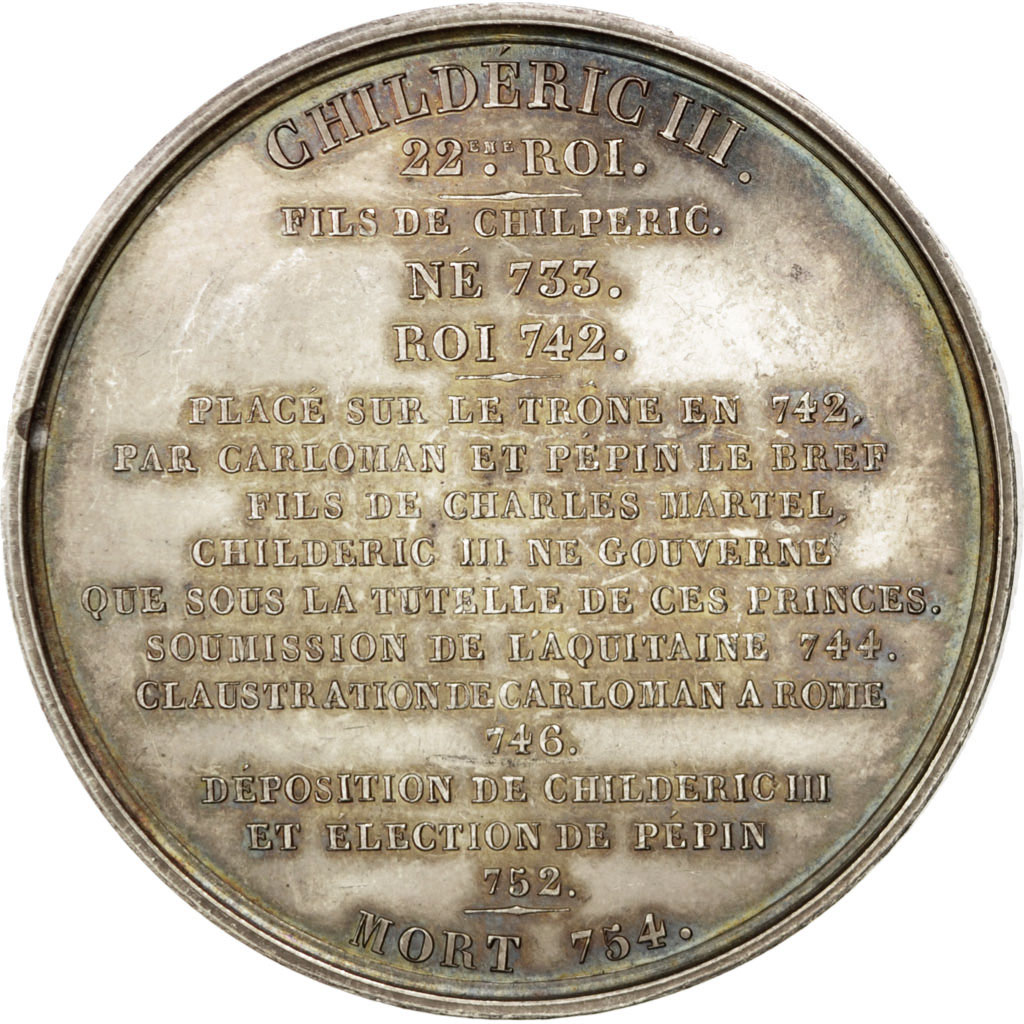 CHILDÉRIC III.
22EME. ROI.
FILS DE CHILPERIC.
NÉ 733.
ROI 742.
PLACÉ SUR LE TRÔNE EN 742,
PAR CARLOMAN ET PÉPIN LE BREF
FILS DE CHARLES MARTEL,
CHILDERIC III NE GOUVERNE
QUE SOUS LA TUTELLE DE CES PRINCES.
SOUMISSION DE L'AQUITAINE 744.
CLAUSTRATION DE CARLOMAN A ROME
746.
DÉPOSITION DE CHILDERIC III
ET ÉLECTION DE PÉPIN
752.
MORT 754.